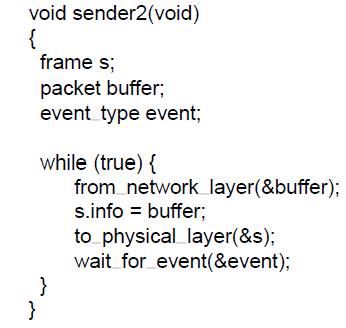 void sender2(void)
{
frame s;
packet buffer;
event_type event;
while (true) {
from_network_layer(&buffer);
s.info = buffer;
to_physical_layer(&s);
wait_for_event(&event);
}
}